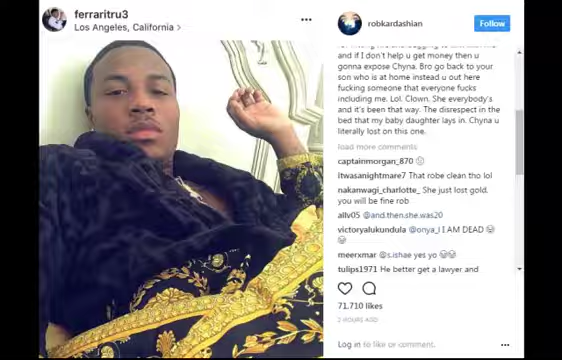 ferraritru3
Los Angeles, California >
robkardashian
Follow
and if I don't help u get money then u
gonna expose Chyna. Bro go back to your
son who is at home instead u out here
fucking someone that everyone fucks
including me. Lol. Clown. She everybody's
and it's been that way. The disrespect in the
bed that my baby daughter lays in. Chyna u
literally lost on this one.
load more comments
captainmorgan_870
itwasanightmare7 That robe clean tho lol
nakanwagi_charlotte_ She just lost gold.
you will be fine rob
allv05 @and.then.she.was20
victoryalukundula @onya_l I AM DEAD
meerxmar @s.ishae yes yo
tulips1971 He better get a lawyer and
71,710 likes
2 HOURS AGO
Log in to like or comment.